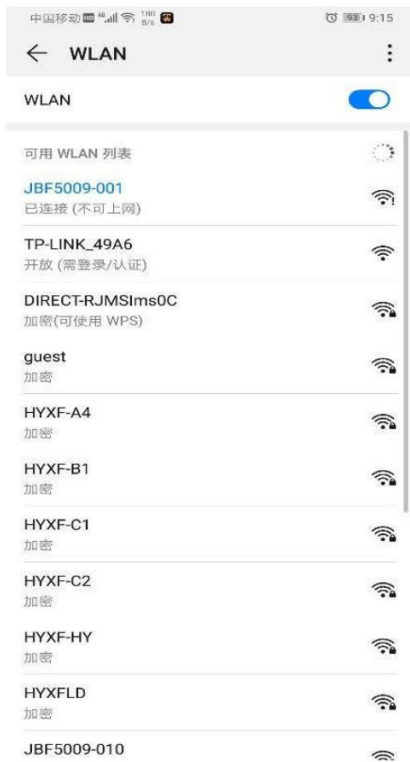 中国移动 HD 46 180 B/s 9:15
WLAN
WLAN
可用 WLAN 列表
JBF5009-001
已连接 (不可上网)
TP-LINK_49A6
开放 (需登录/认证)
DIRECT-RJMSIms0C
加密(可使用 WPS)
guest
加密
HYXF-A4
加密
HYXF-B1
加密
HYXF-C1
加密
HYXF-C2
加密
HYXF-HY
加密
HYXFLD
加密
JBF5009-010